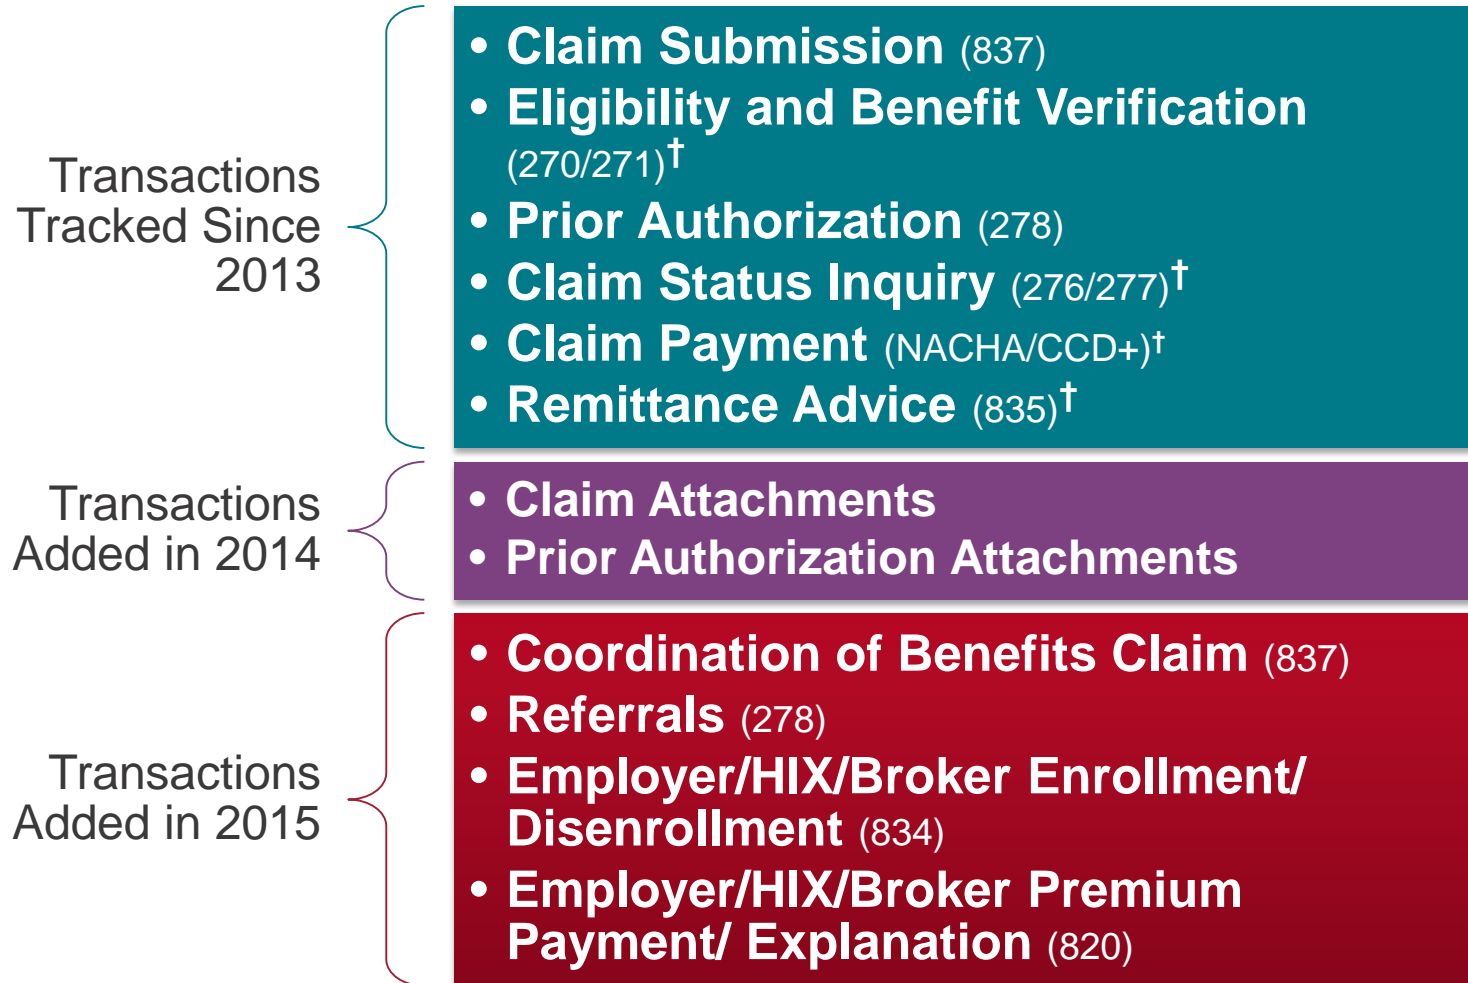 Transactions
Tracked Since
2013
• Claim Submission (837)
• Eligibility and Benefit Verification
(270/271)†
• Prior Authorization (278)
• Claim Status Inquiry (276/277)†
• Claim Payment (NACHA/CCD+)†
• Remittance Advice (835)†
Transactions
Added in 2014
• Claim Attachments
• Prior Authorization Attachments
Transactions
Added in 2015
• Coordination of Benefits Claim (837)
• Referrals (278)
• Employer/HIX/Broker Enrollment/
Disenrollment (834)
• Employer/HIX/Broker Premium
Payment/ Explanation (820)